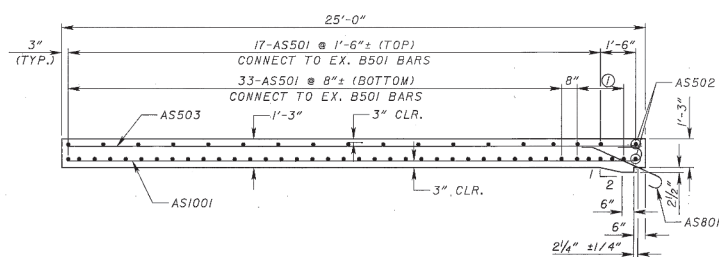 25'-0"
3"
(TYP.)
17-AS501 @ 1'-6"± (TOP)
CONNECT TO EX. B501 BARS
1'-6"
33-AS501 @ 8"± (BOTTOM)
CONNECT TO EX. B501 BARS
8"
1
AS502
AS503
1'-3"
3" CLR.
1'-3"
AS1001
3" CLR.
1
2
6"
2½"
AS801
6"
2¼" ±1/4"